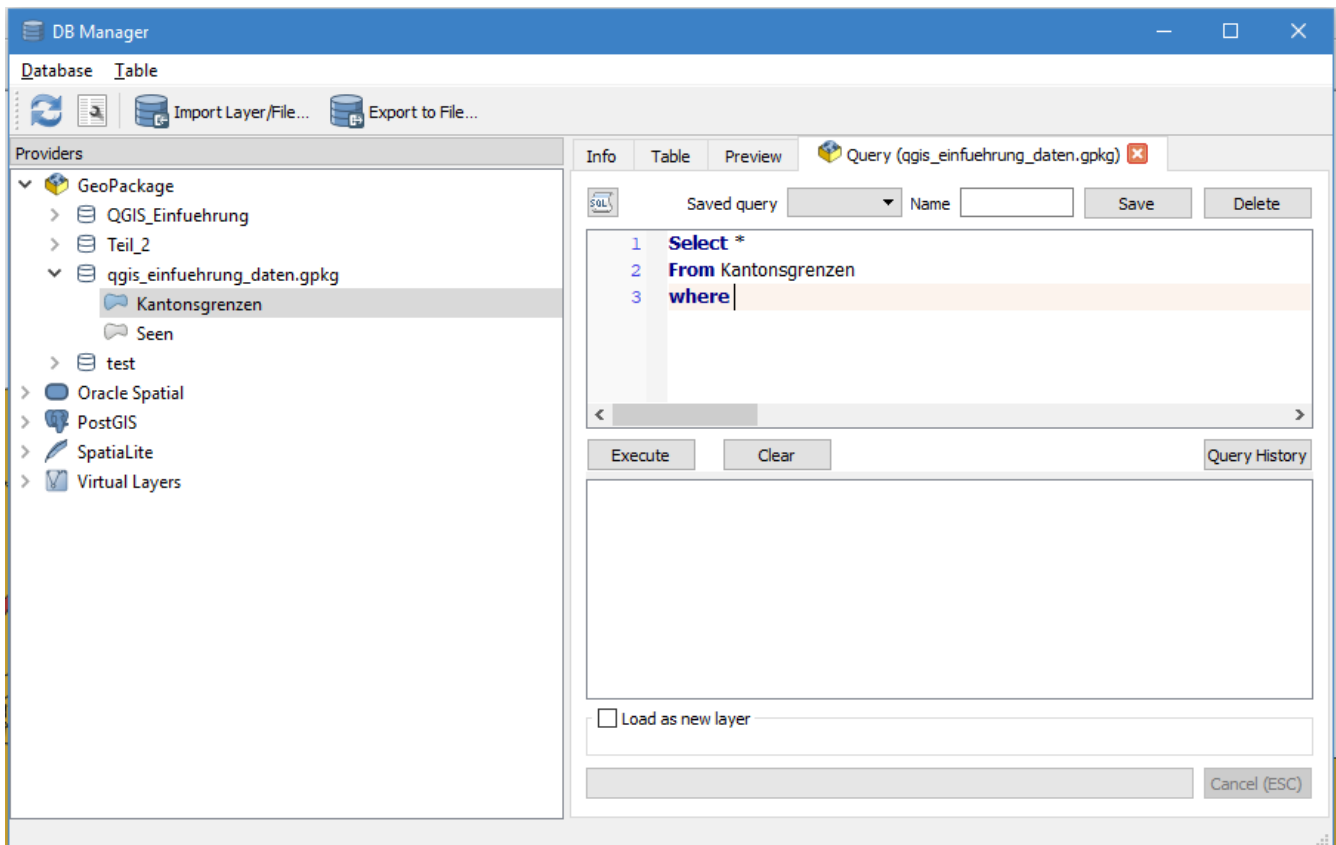 DB Manager
Database Table
Import Layer/File... Export to File...
Providers
GeoPackage
QGIS_Einfuehrung
Teil_2
qgis_einfuehrung_daten.gpkg
Kantonsgrenzen
Seen
test
Oracle Spatial
PostGIS
SpatiaLite
Virtual Layers
Info Table Preview Query (qgis_einfuehrung_daten.gpkg)
SQL Saved query Name Save Delete
1 Select *
2 From Kantonsgrenzen
3 where
Execute Clear Query History
Load as new layer
Cancel (ESC)